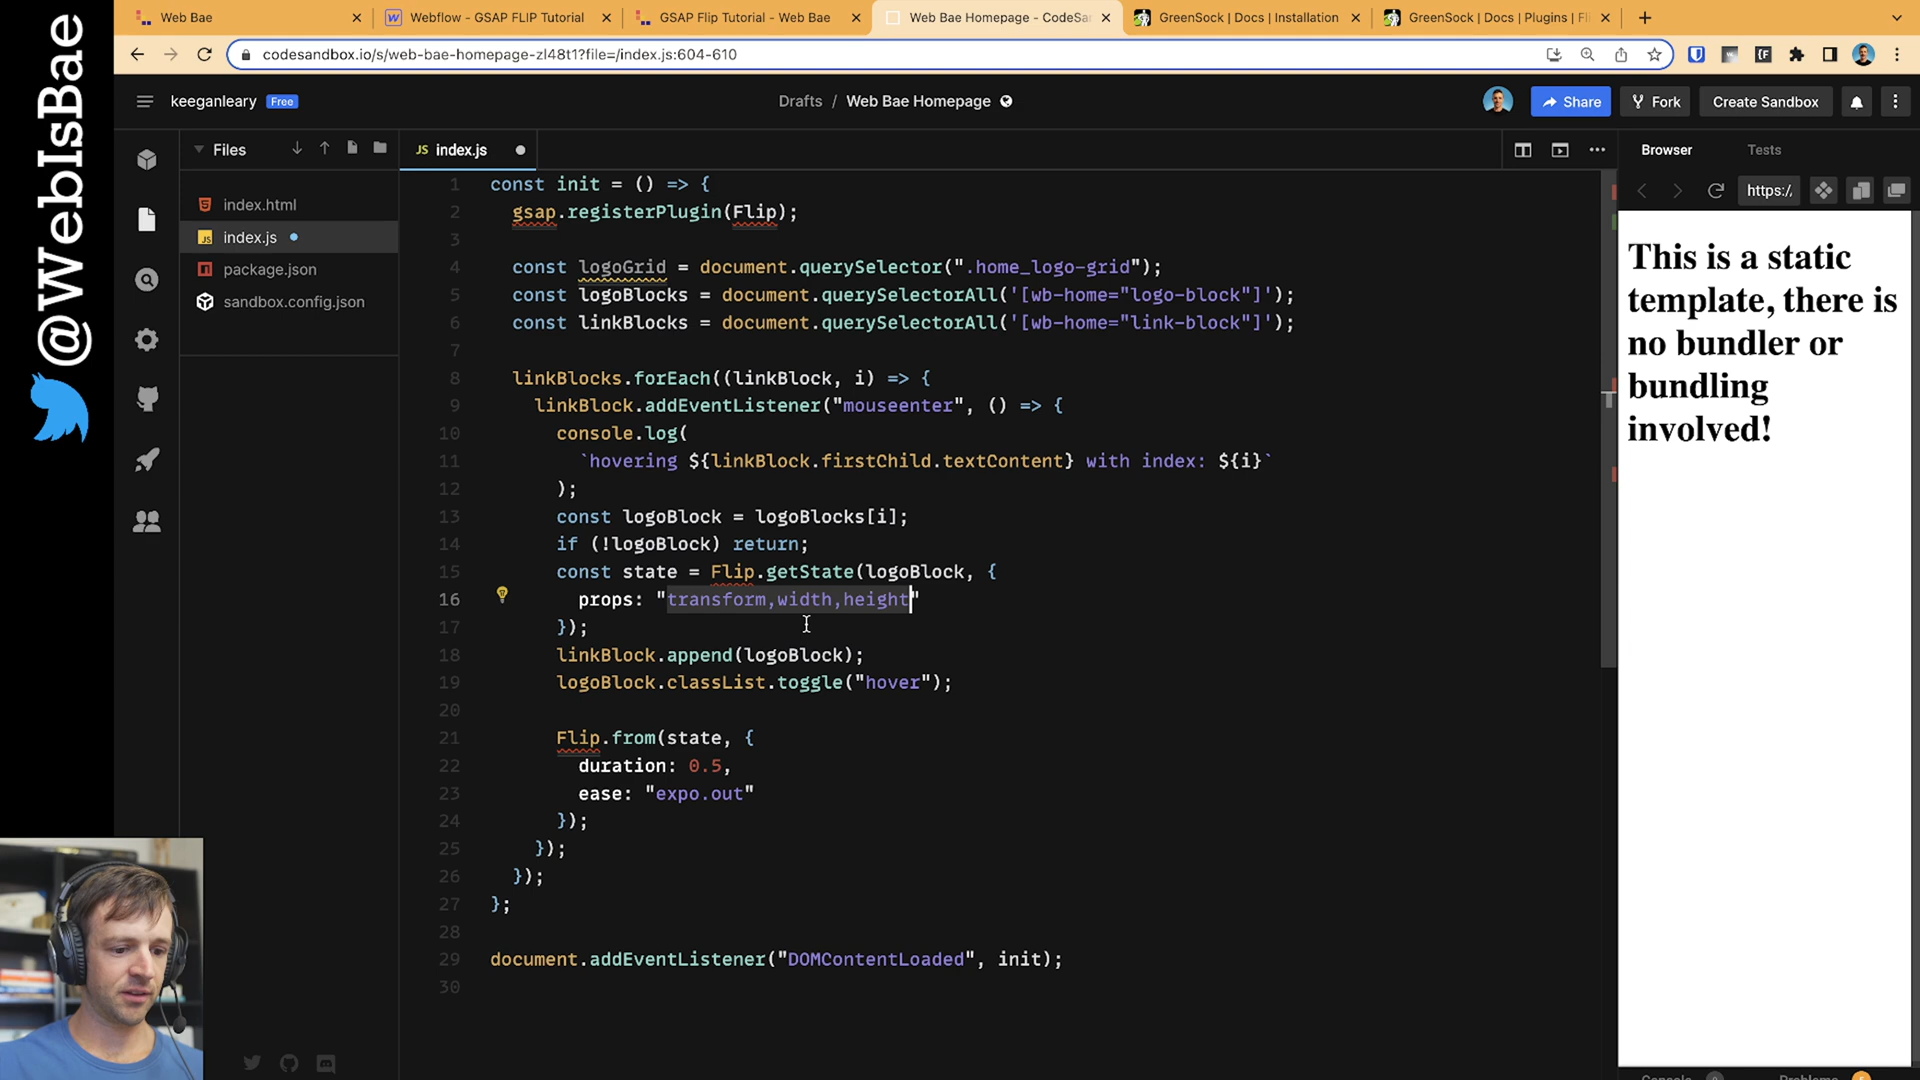 @WebIsBae
Web Bae
Webflow - GSAP FLIP Tutorial
GSAP Flip Tutorial - Web Bae
Web Bae Homepage - CodeSan
GreenSock | Docs | Installation
GreenSock | Docs | Plugins | Fli
codesandbox.io/s/web-bae-homepage-zl48t1?file=/index.js:604-610
keeganleary Free
Drafts / Web Bae Homepage
Share
Fork
Create Sandbox
Files
index.html
index.js
package.json
sandbox.config.json
JS index.js
1 const init = () => {
2 gsap.registerPlugin(Flip);
3
4 const logoGrid = document.querySelector(".home_logo-grid");
5 const logoBlocks = document.querySelectorAll('[wb-home="logo-block"]');
6 const linkBlocks = document.querySelectorAll('[wb-home="link-block"]');
7
8 linkBlocks.forEach((linkBlock, i) => {
9 linkBlock.addEventListener("mouseenter", () => {
10 console.log(
11 `hovering ${linkBlock.firstChild.textContent} with index: ${i}`
12 );
13 const logoBlock = logoBlocks[i];
14 if (!logoBlock) return;
15 const state = Flip.getState(logoBlock, {
16 props: "transform,width,height"
17 });
18 linkBlock.append(logoBlock);
19 logoBlock.classList.toggle("hover");
20
21 Flip.from(state, {
22 duration: 0.5,
23 ease: "expo.out"
24 });
25 });
26 });
27 };
28
29 document.addEventListener("DOMContentLoaded", init);
30
Browser
Tests
https:/
This is a static
template, there is
no bundler or
bundling
involved!